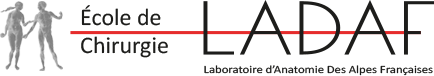 École de
Chirurgie
LADAF
Laboratoire d'Anatomie Des Alpes Françaises